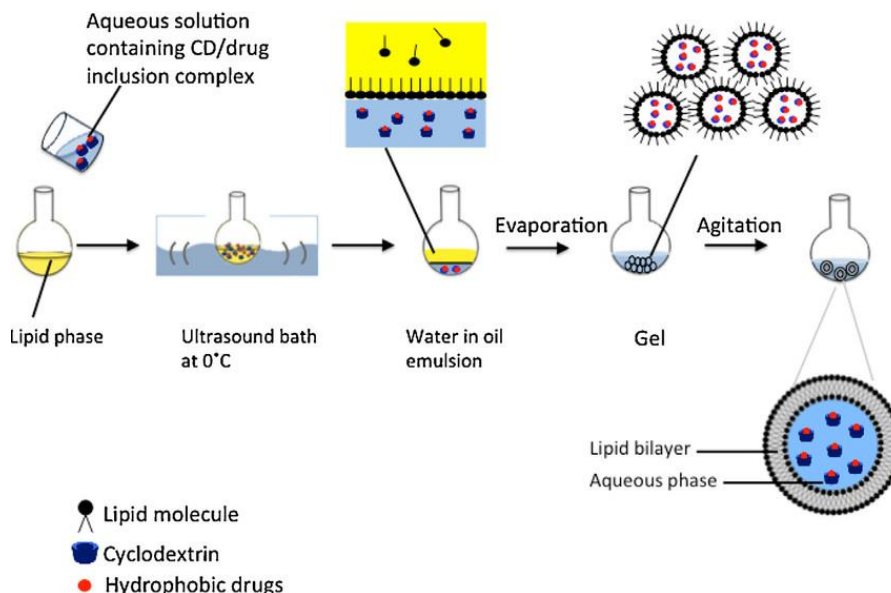 Aqueous solution
containing CD/drug
inclusion complex
Evaporation
Agitation
Lipid phase
Ultrasound bath
at 0°C
Water in oil
emulsion
Gel
Lipid bilayer
Aqueous phase
Lipid molecule
Cyclodextrin
Hydrophobic drugs